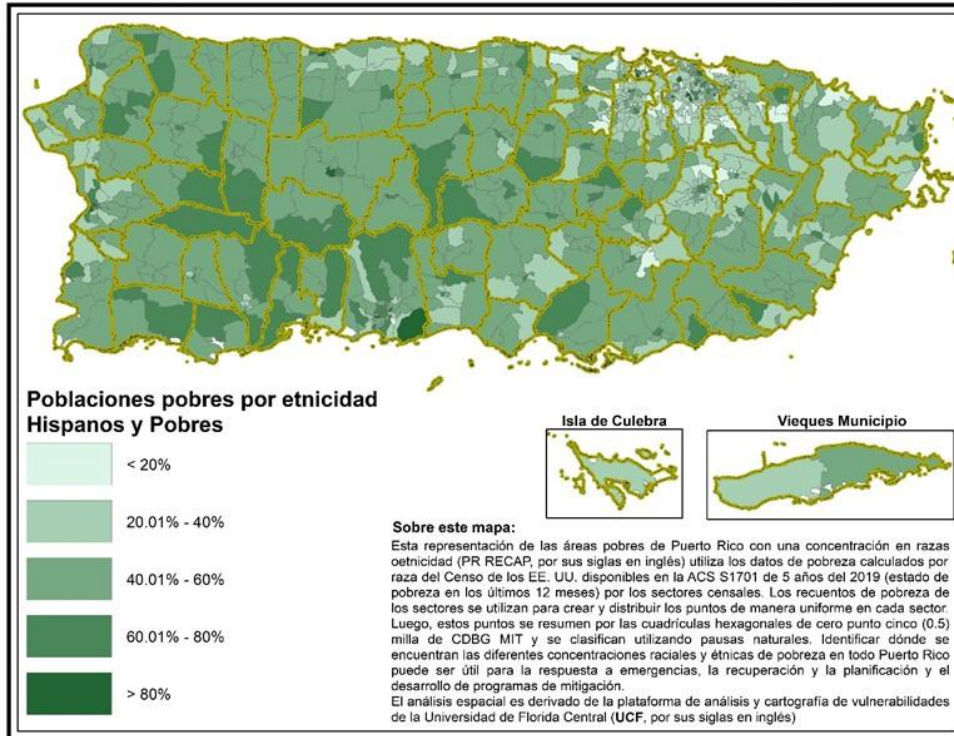 Poblaciones pobres por etnicidad
Hispanos y Pobres
< 20%
20.01% - 40%
40.01% - 60%
60.01% - 80%
> 80%
Isla de Culebra
Vieques Municipio
Sobre este mapa:
Esta representación de las áreas pobres de Puerto Rico con una concentración en razas
oetnicidad (PR RECAP, por sus siglas en inglés) utiliza los datos de pobreza calculados por
raza del Censo de los EE. UU. disponibles en la ACS S1701 de 5 años del 2019 (estado de
pobreza en los últimos 12 meses) por los sectores censales. Los recuentos de pobreza de
los sectores se utilizan para crear y distribuir los puntos de manera uniforme en cada sector.
Luego, estos puntos se resumen por las cuadrículas hexagonales de cero punto cinco (0.5)
milla de CDBG MIT y se clasifican utilizando pausas naturales. Identificar dónde se
encuentran las diferentes concentraciones raciales y étnicas de pobreza en todo Puerto Rico
puede ser útil para la respuesta a emergencias, la recuperación y la planificación y el
desarrollo de programas de mitigación.
El análisis espacial es derivado de la plataforma de análisis y cartografía de vulnerabilidades
de la Universidad de Florida Central (UCF, por sus siglas en inglés)